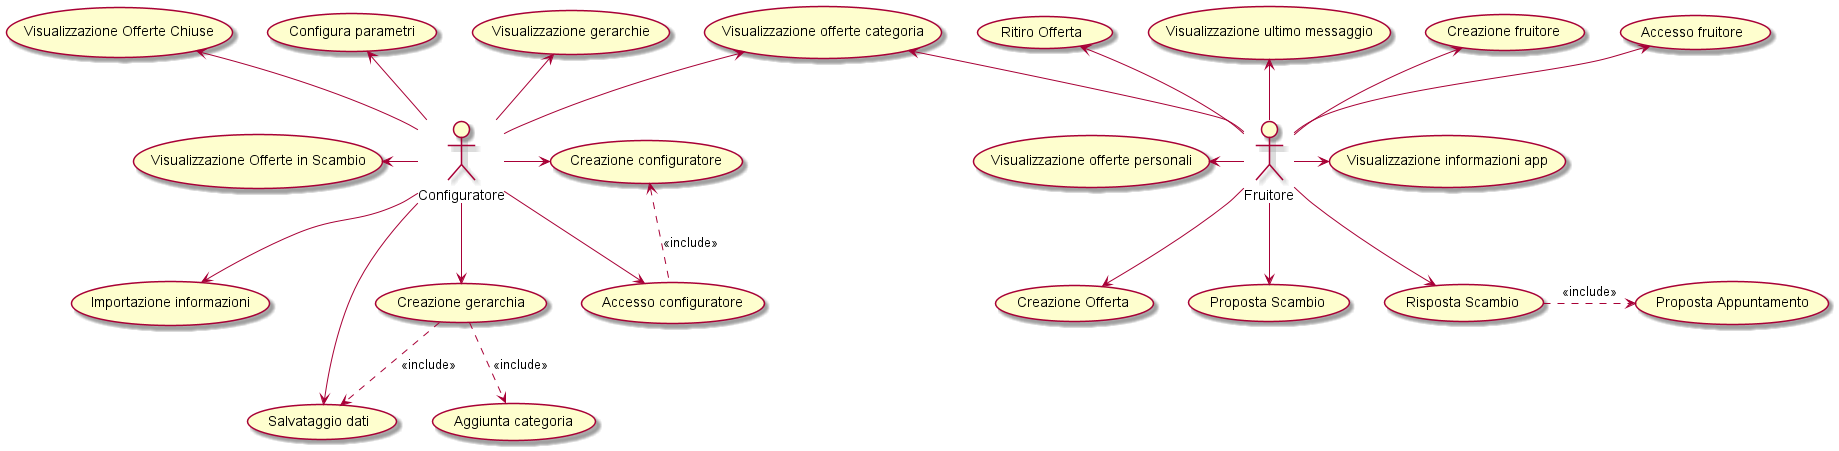 Visualizzazione Offerte Chiuse
Configura parametri
Visualizzazione gerarchie
Visualizzazione offerte categoria
Ritiro Offerta
Visualizzazione ultimo messaggio
Creazione fruitore
Accesso fruitore
Visualizzazione Offerte in Scambio
Creazione configuratore
Visualizzazione offerte personali
Visualizzazione informazioni app
Configuratore
Fruitore
«include»
Importazione informazioni
Creazione gerarchia
Accesso configuratore
Creazione Offerta
Proposta Scambio
Risposta Scambio
«include»
Proposta Appuntamento
«include»
«include»
Salvataggio dati
Aggiunta categoria